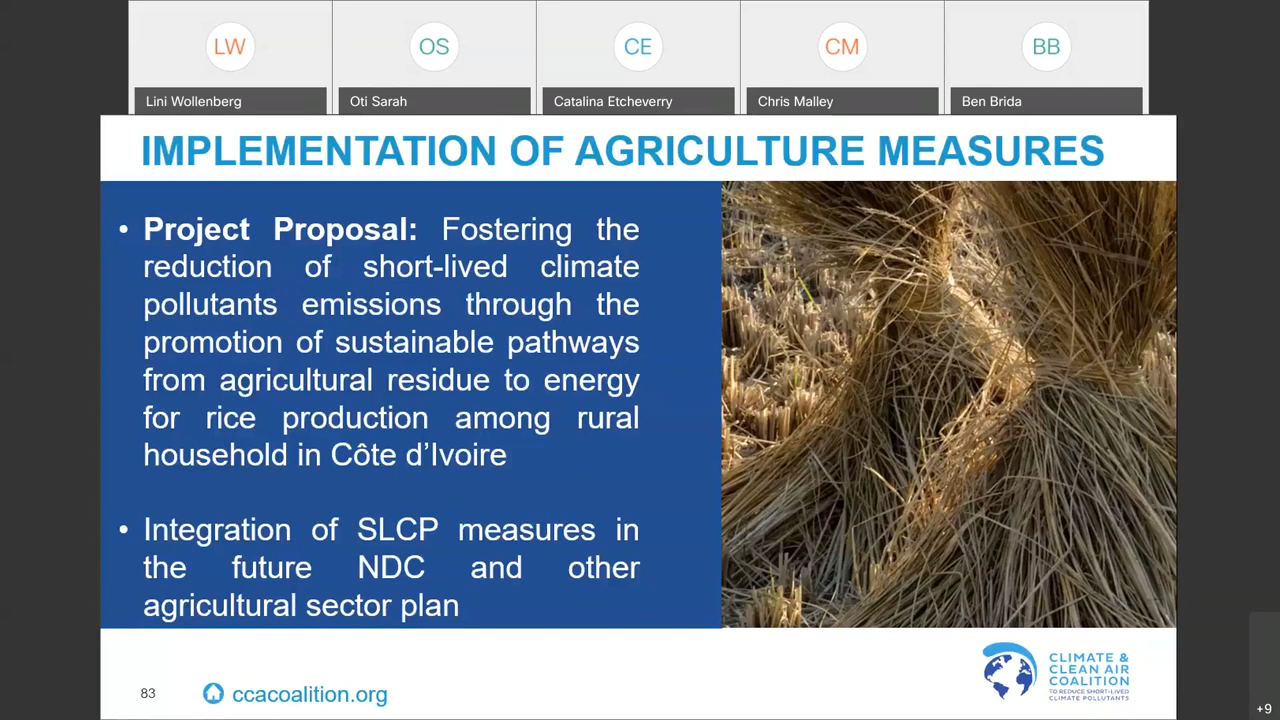 LW
OS
CE
CM
BB
Lini Wollenberg
Oti Sarah
Catalina Etcheverry
Chris Malley
Ben Brida
IMPLEMENTATION OF AGRICULTURE MEASURES
• Project Proposal: Fostering the
reduction of short-lived climate
pollutants emissions through the
promotion of sustainable pathways
from agricultural residue to energy
for rice production among rural
household in Côte d’Ivoire
• Integration of SLCP measures in
the future NDC and other
agricultural sector plan
83
ccacoalition.org
CLIMATE &
CLEAN AIR
COALITION
TO REDUCE SHORT-LIVED
CLIMATE POLLUTANTS
+9